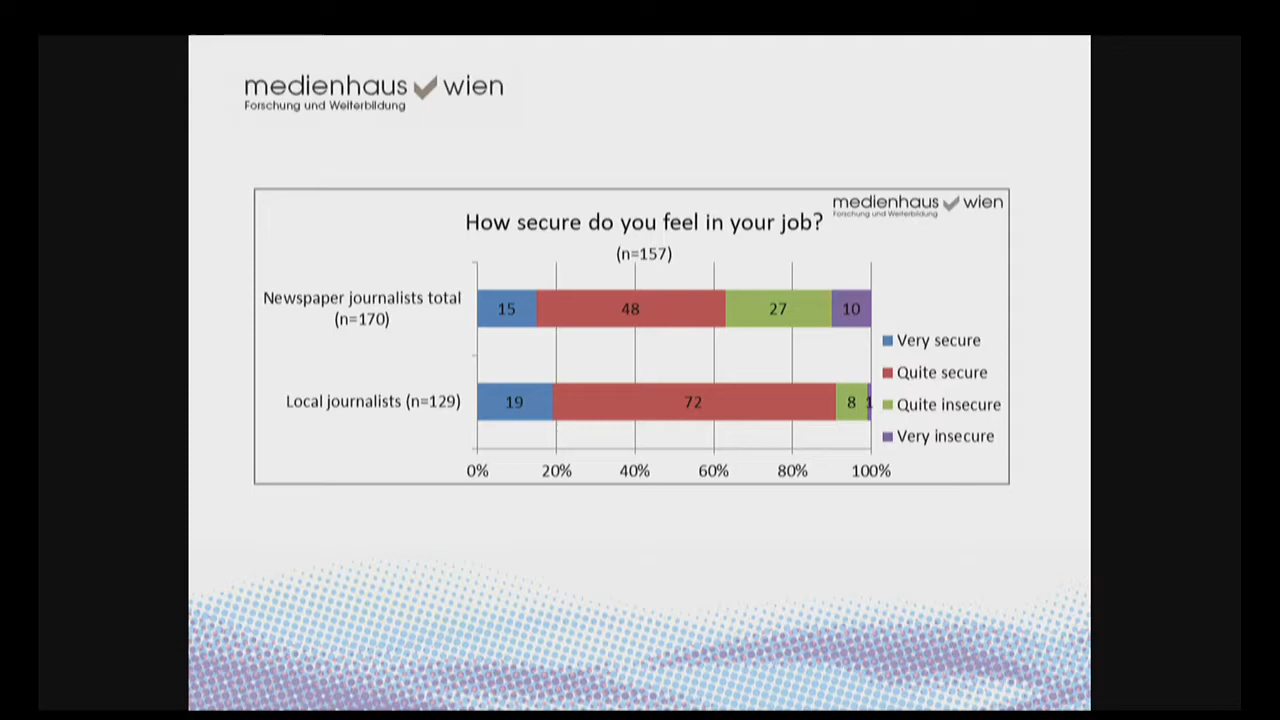 medienhaus wien
Forschung und Weiterbildung
medienhaus wien
Forschung und Weiterbildung
How secure do you feel in your job?
(n=157)
Newspaper journalists total
(n=170)
15 48 27 10
Local journalists (n=129)
19 72 8 1
Very secure
Quite secure
Quite insecure
Very insecure
0% 20% 40% 60% 80% 100%